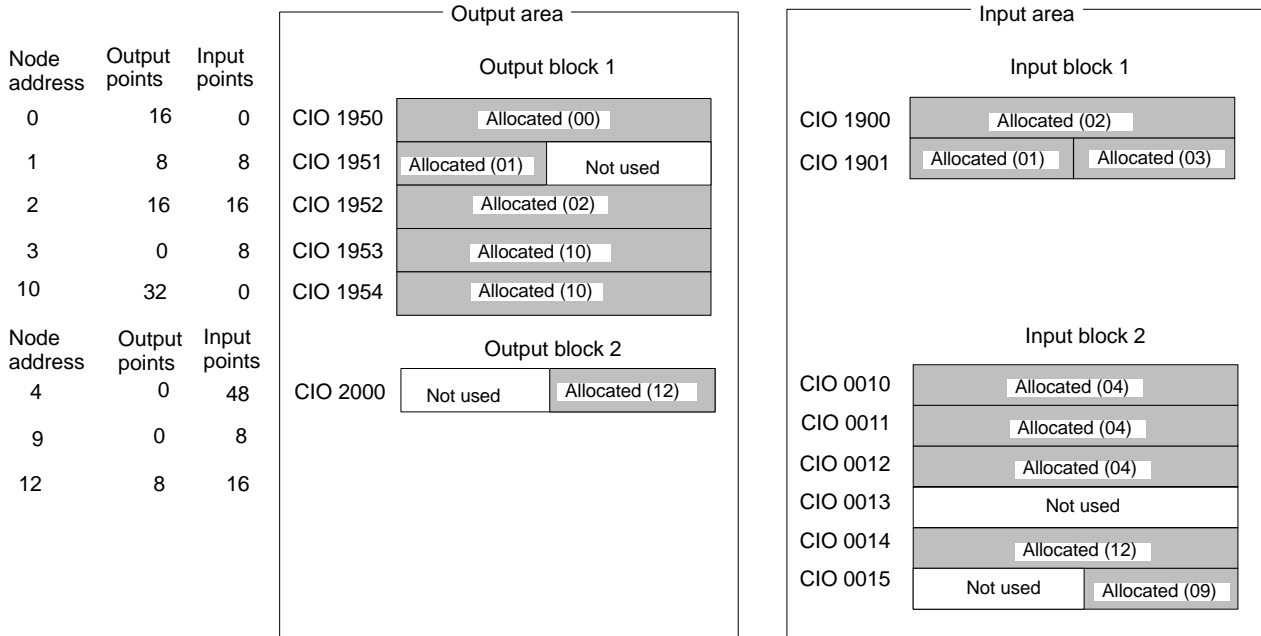 Output area
Input area
Node address
Output points
Input points
0 16 0
1 8 8
2 16 16
3 0 8
10 32 0
Output block 1
CIO 1950 Allocated (00)
CIO 1951 Allocated (01) Not used
CIO 1952 Allocated (02)
CIO 1953 Allocated (10)
CIO 1954 Allocated (10)
Input block 1
CIO 1900 Allocated (02)
CIO 1901 Allocated (01) Allocated (03)
Node address
Output points
Input points
4 0 48
9 0 8
12 8 16
Output block 2
CIO 2000 Not used Allocated (12)
Input block 2
CIO 0010 Allocated (04)
CIO 0011 Allocated (04)
CIO 0012 Allocated (04)
CIO 0013 Not used
CIO 0014 Allocated (12)
CIO 0015 Not used Allocated (09)